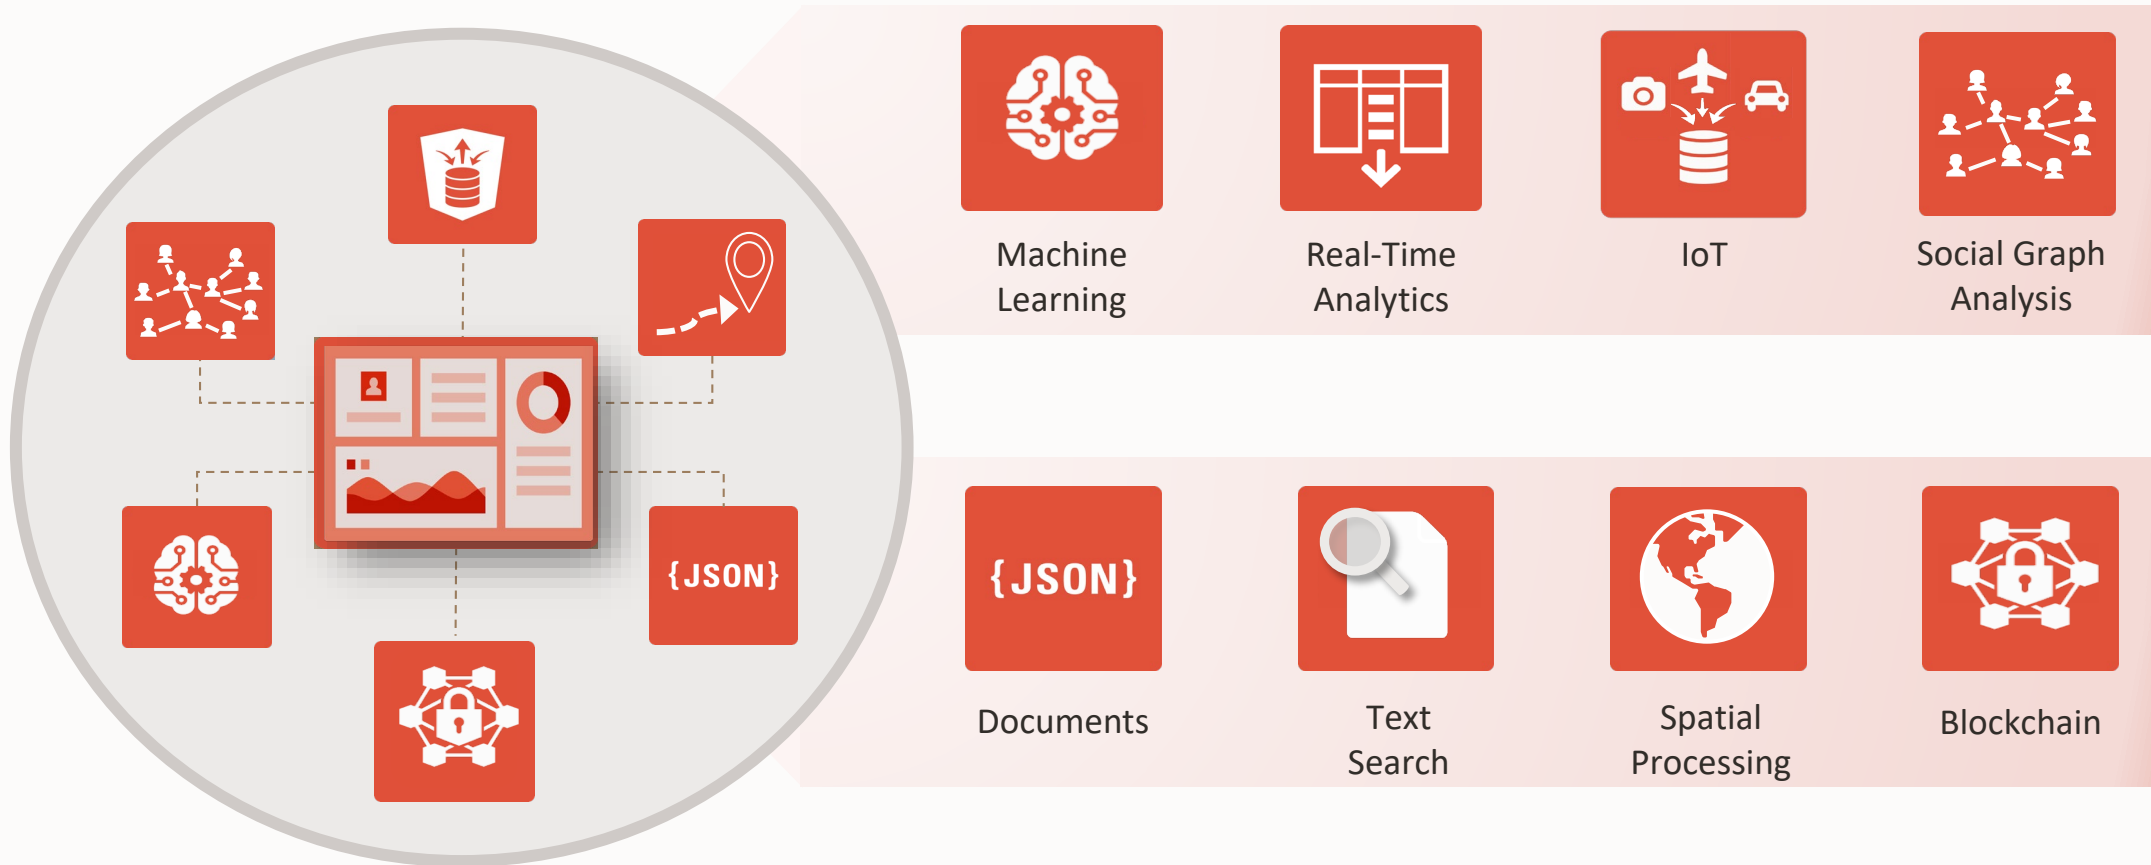 Machine
Learning
Real-Time
Analytics
IoT
Social Graph
Analysis
{JSON}
{JSON}
Documents
Text
Search
Spatial
Processing
Blockchain